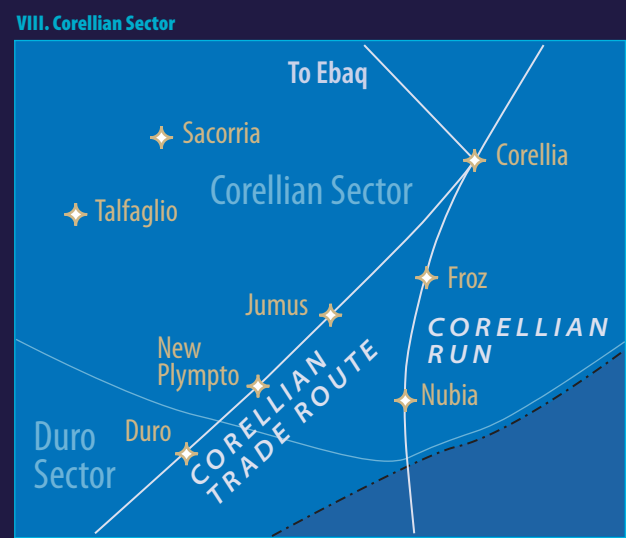 VIII. Corellian Sector
To Ebaq
Sacorria
Corellia
Corellian Sector
Talfaglio
Froz
Jumus
CORELLIAN
RUN
New
Plympto
CORELLIAN
TRADE ROUTE
Nubia
Duro
Sector
Duro